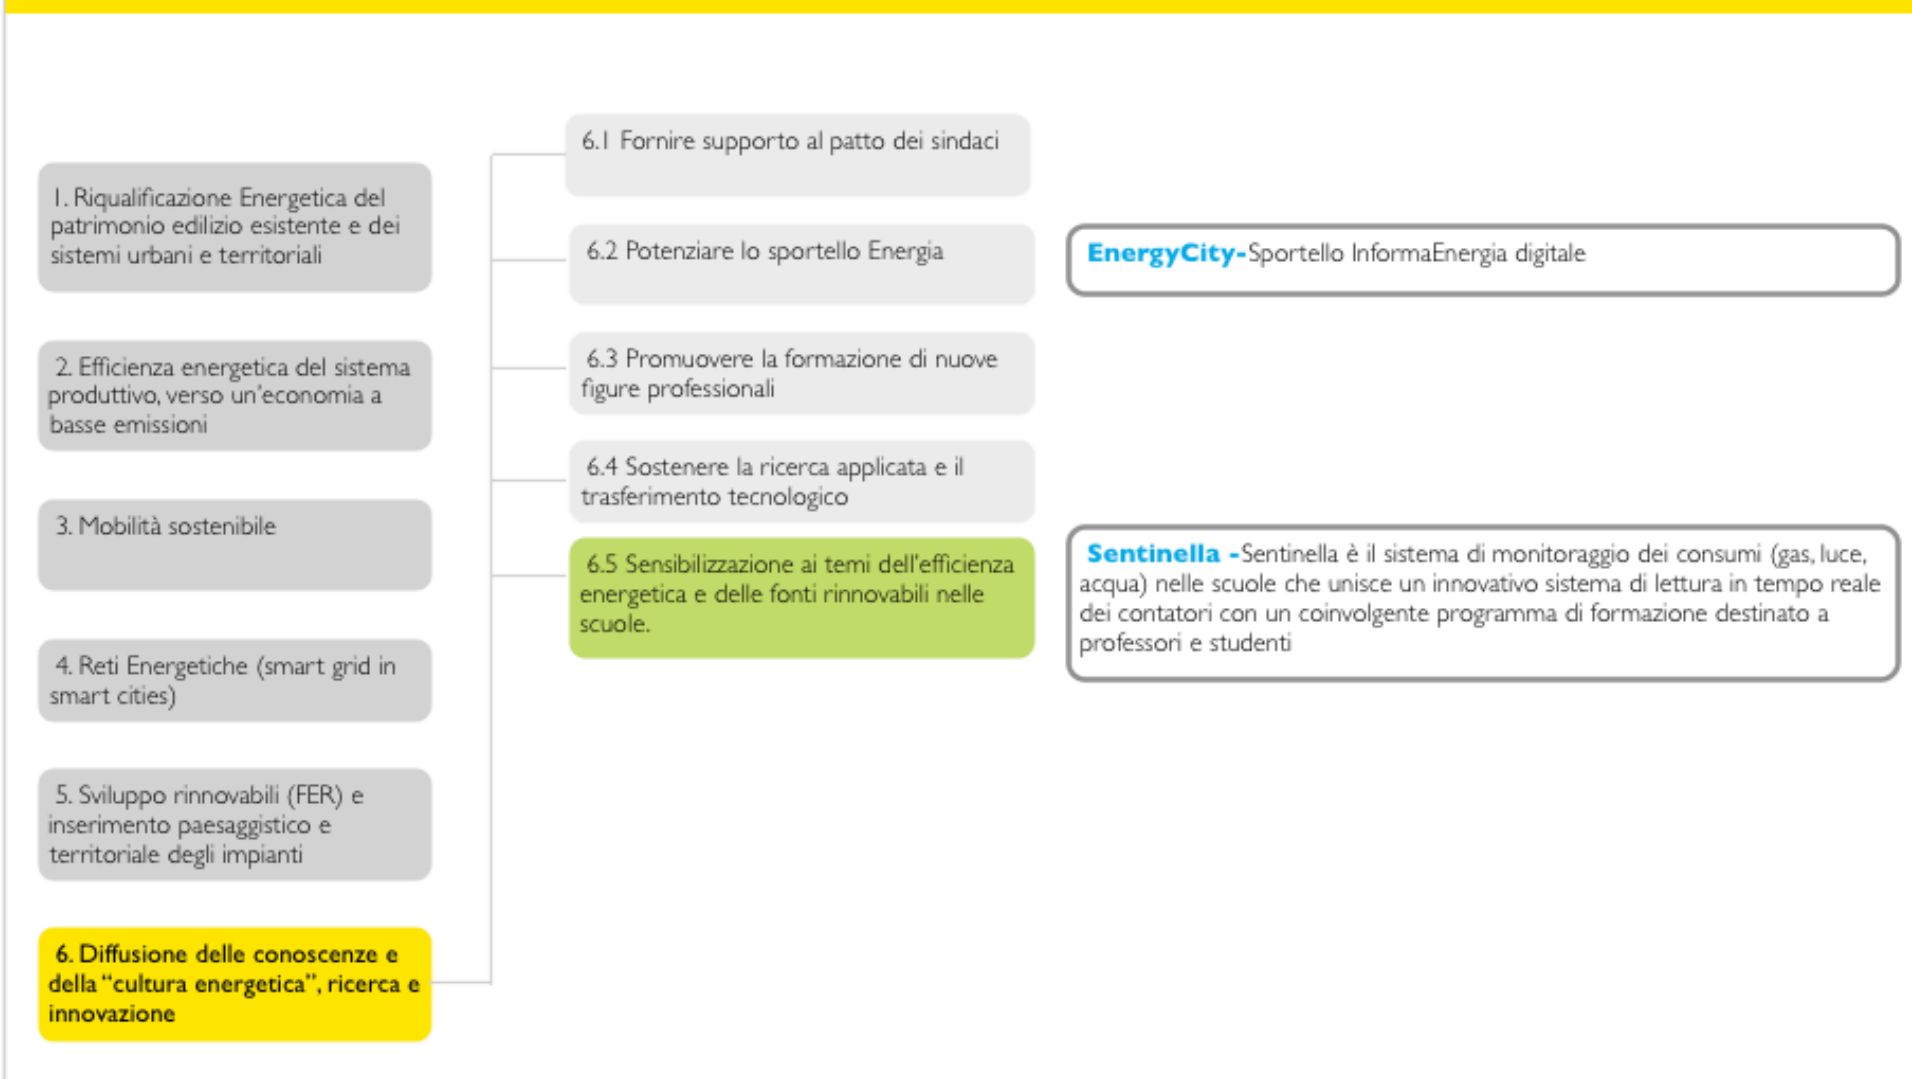 1. Riqualificazione Energetica del
patrimonio edilizio esistente e dei
sistemi urbani e territoriali
2. Efficienza energetica del sistema
produttivo, verso un'economia a
basse emissioni
3. Mobilità sostenibile
4. Reti Energetiche (smart grid in
smart cities)
5. Sviluppo rinnovabili (FER) e
inserimento paesaggistico e
territoriale degli impianti
6. Diffusione delle conoscenze e
della “cultura energetica”, ricerca e
innovazione
6.1 Fornire supporto al patto dei sindaci
6.2 Potenziare lo sportello Energia
6.3 Promuovere la formazione di nuove
figure professionali
6.4 Sostenere la ricerca applicata e il
trasferimento tecnologico
6.5 Sensibilizzazione ai temi dell'efficienza
energetica e delle fonti rinnovabili nelle
scuole.
EnergyCity-Sportello InformaEnergia digitale
Sentinella -Sentinella è il sistema di monitoraggio dei consumi (gas, luce,
acqua) nelle scuole che unisce un innovativo sistema di lettura in tempo reale
dei contatori con un coinvolgente programma di formazione destinato a
professori e studenti